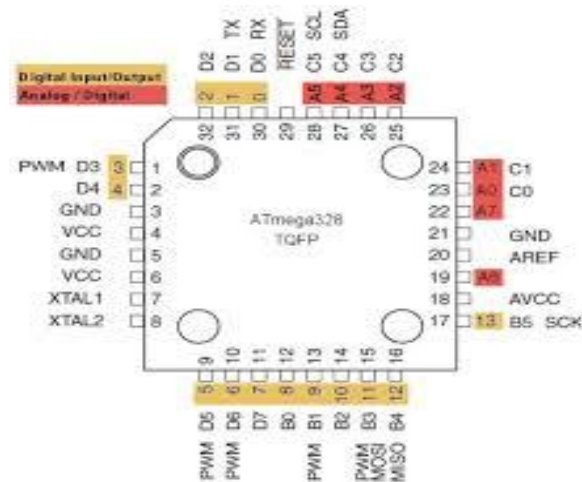 Digital Input/Output
Analog / Digital
D2 D1 TX D0 RX RESET C5 SCL C4 SDA C3 C2
2 1 0 A5 A4 A3 A2
32 31 30 29 28 27 26 25
PWM D3 3 1
D4 4 2
GND 3
VCC 4
GND 5
VCC 6
XTAL1 7
XTAL2 8
ATmega328
TQFP
24 A1 C1
23 A0 C0
22 A7
21 GND
20 AREF
19 A6
18 AVCC
17 13 B5 SCK
9 10 11 12 13 14 15 16
5 6 7 8 9 10 11 12
D5 D6 D7 B0 B1 B2 B3 B4
PWM PWM PWM PWM MOSI MISO